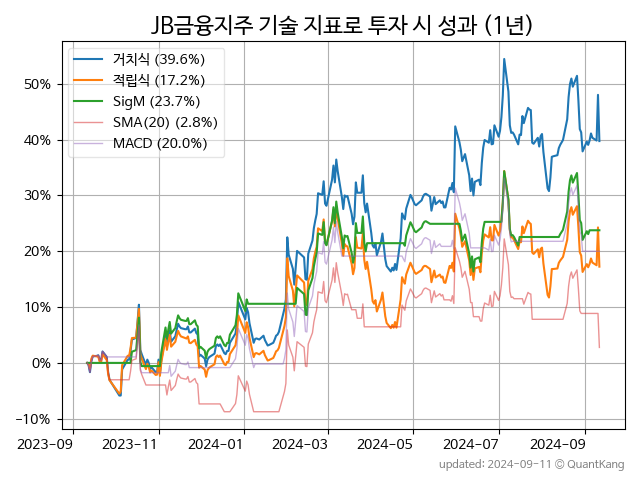 JB금융지주 기술 지표로 투자 시 성과 (1년)
거치식 (39.6%)
적립식 (17.2%)
SigM (23.7%)
SMA(20) (2.8%)
MACD (20.0%)
50%
40%
30%
20%
10%
0%
−10%
2023-09
2023-11
2024-01
2024-03
2024-05
2024-07
2024-09
updated: 2024-09-11 © QuantKang